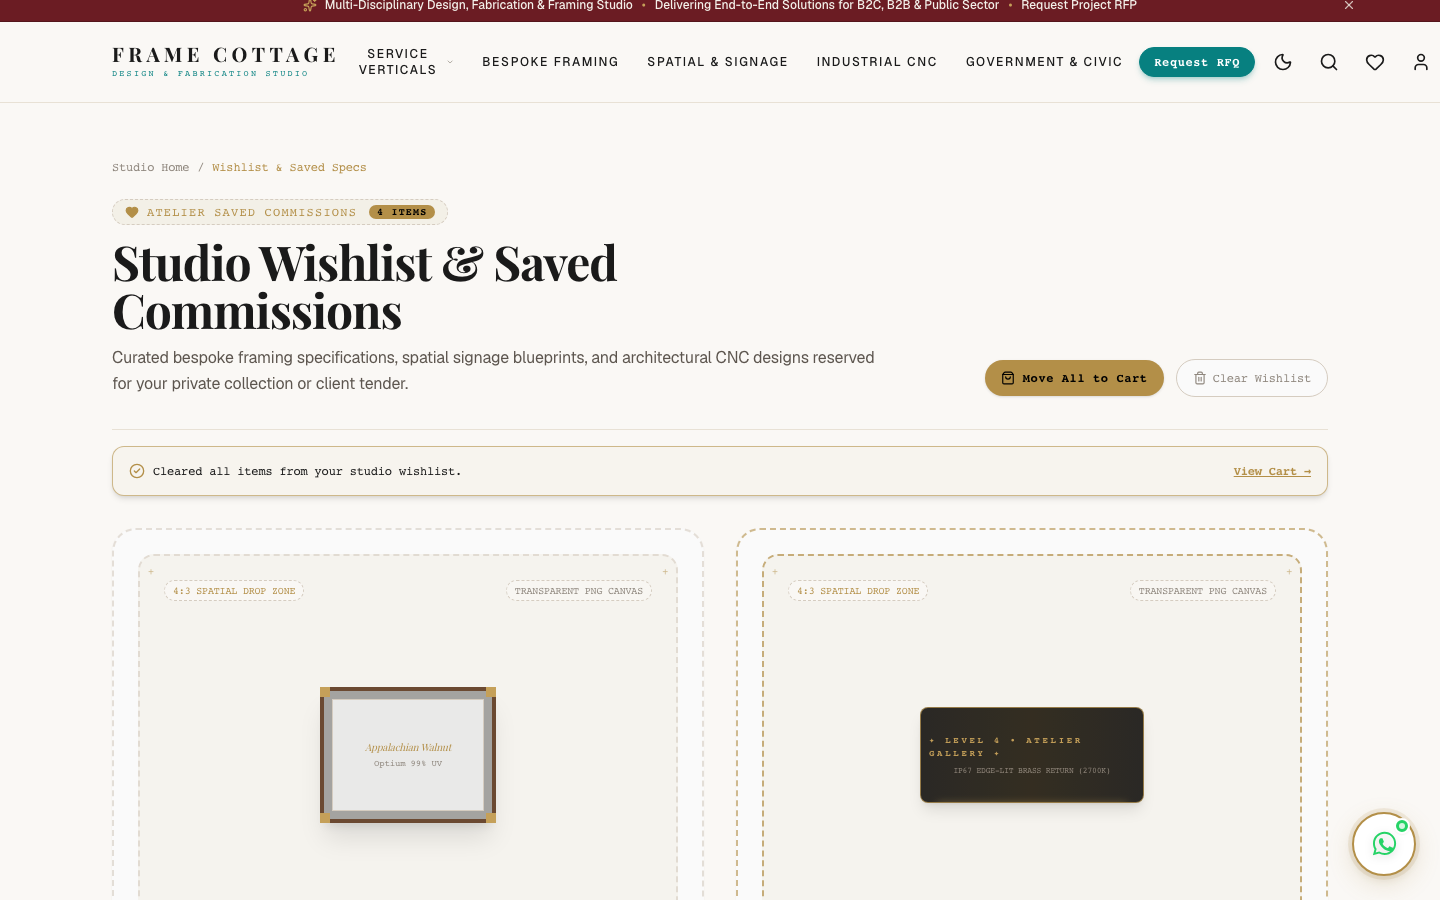 Multi-Disciplinary Design, Fabrication & Framing Studio • Delivering End-to-End Solutions for B2C, B2B & Public Sector • Request Project RFP
FRAME COTTAGE
DESIGN & FABRICATION STUDIO
SERVICE
VERTICALS
BESPOKE FRAMING
SPATIAL & SIGNAGE
INDUSTRIAL CNC
GOVERNMENT & CIVIC
Request RFQ
Studio Home / Wishlist & Saved Specs
ATELIER SAVED COMMISSIONS 4 ITEMS
Studio Wishlist & Saved
Commissions
Curated bespoke framing specifications, spatial signage blueprints, and architectural CNC designs reserved
for your private collection or client tender.
Move All to Cart
Clear Wishlist
Cleared all items from your studio wishlist.
View Cart →
4:3 SPATIAL DROP ZONE
TRANSPARENT PNG CANVAS
Appalachian Walnut
Optium 99% UV
4:3 SPATIAL DROP ZONE
TRANSPARENT PNG CANVAS
✦ LEVEL 4 • ATELIER
GALLERY ✦
IP67 EDGE-LIT BRASS RETURN (2700K)